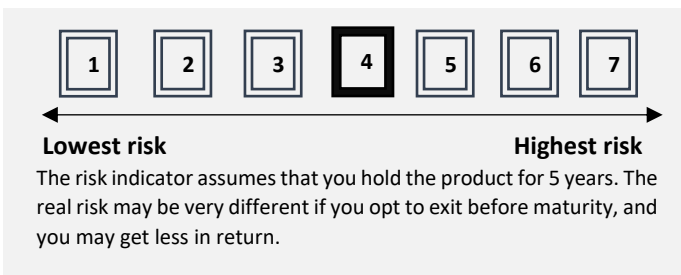 1 2 3 4 5 6 7
Lowest risk Highest risk
The risk indicator assumes that you hold the product for 5 years. The
real risk may be very different if you opt to exit before maturity, and
you may get less in return.